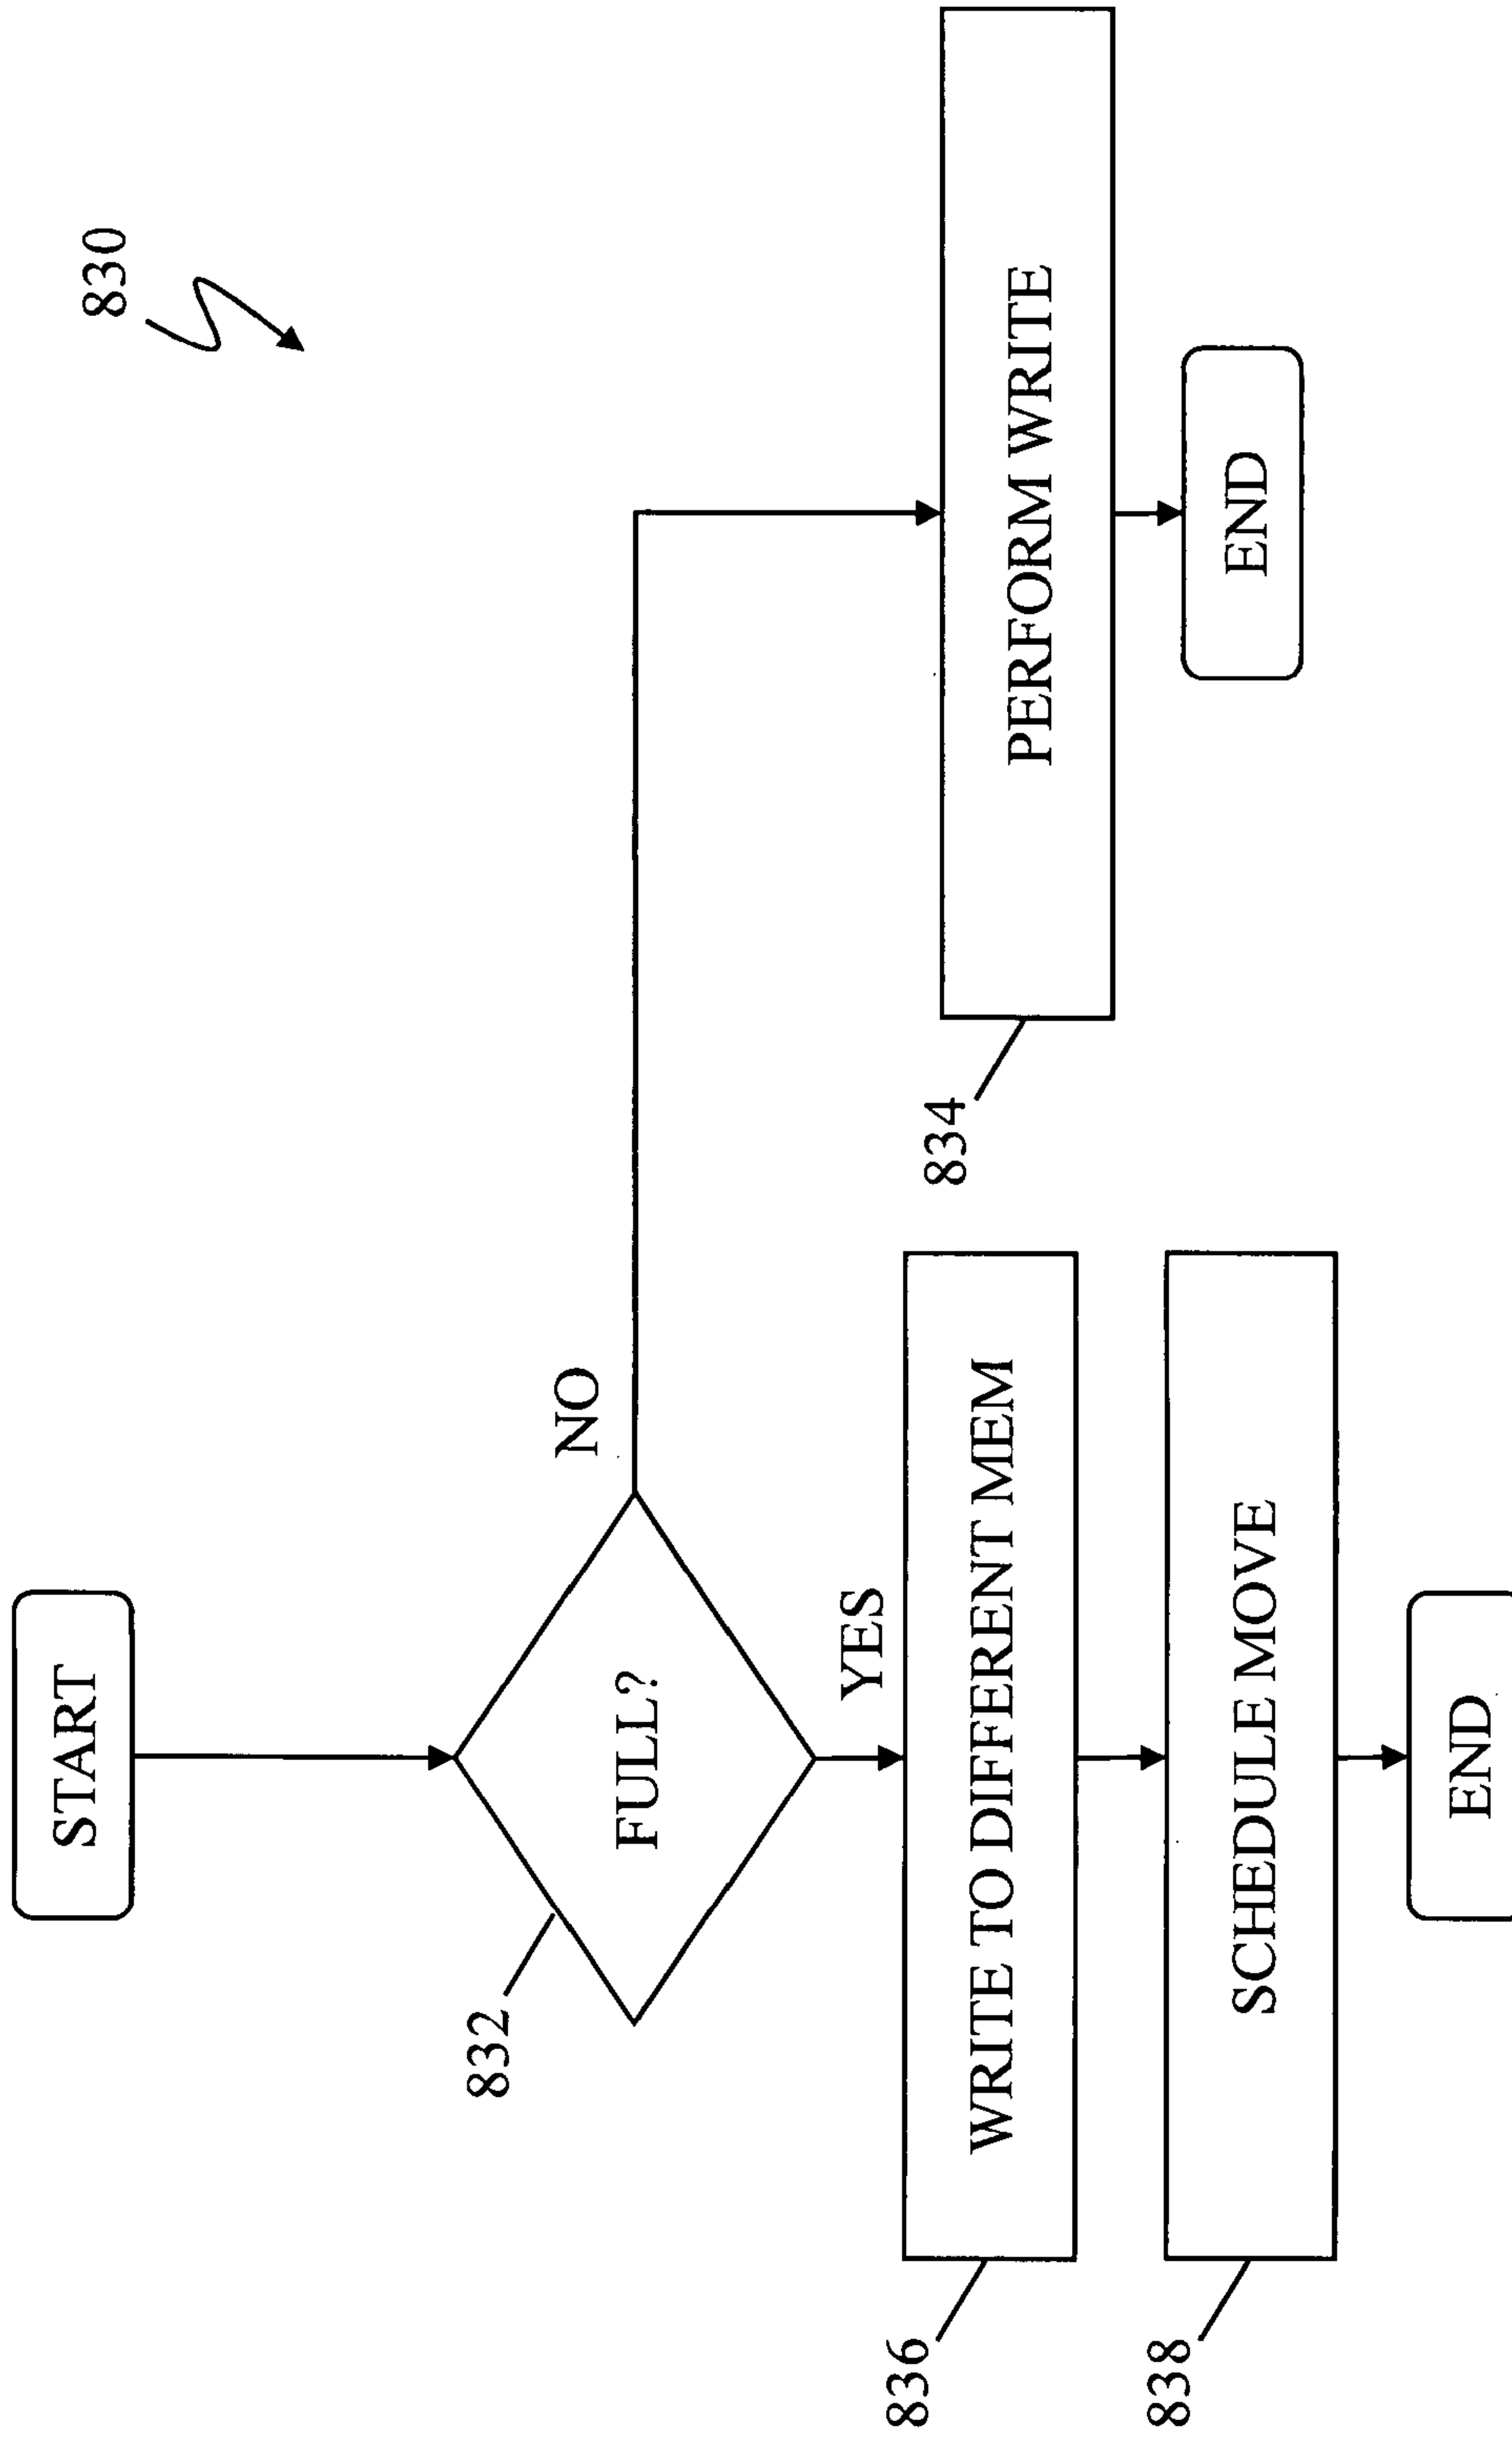 830
START
832
FULL?
NO
YES
836
WRITE TO DIFFERENT MEM
834
PERFORM WRITE
838
SCHEDULE MOVE
END
END